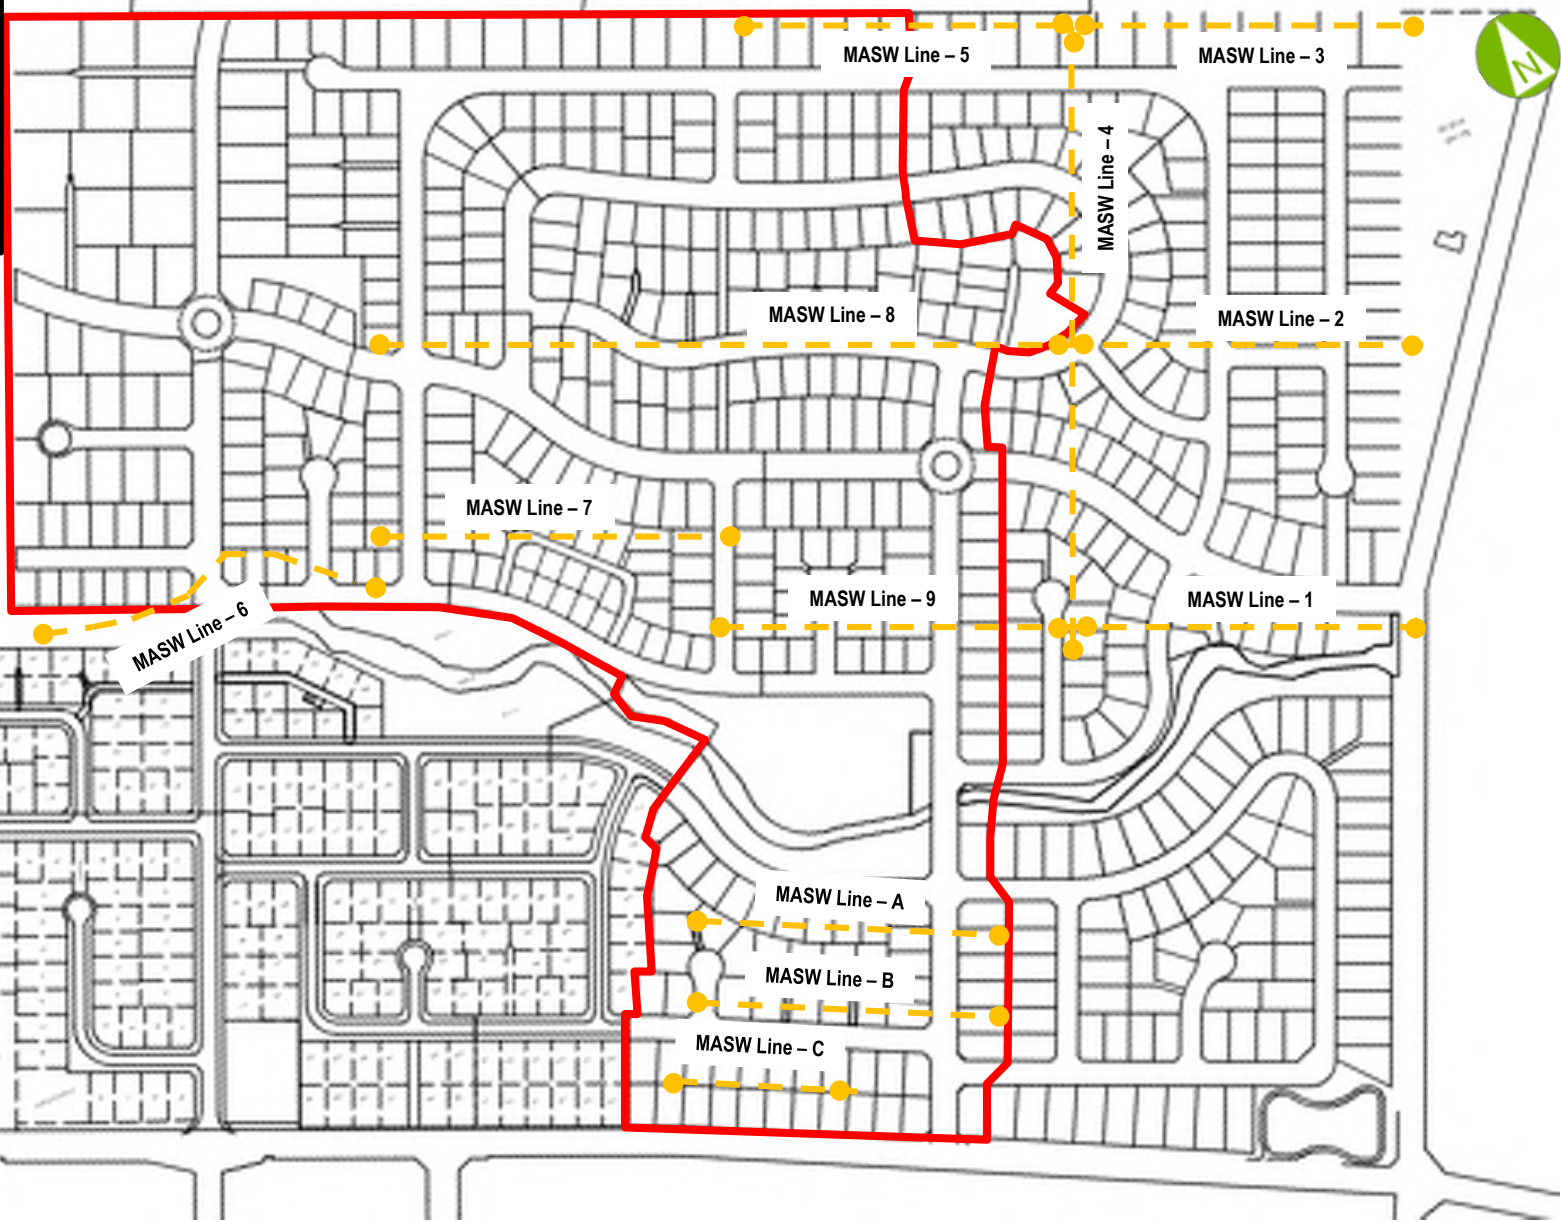 MASW Line – 5
MASW Line – 3
N
MASW Line – 4
MASW Line – 8
MASW Line – 2
MASW Line – 7
MASW Line – 9
MASW Line – 1
MASW Line – 6
MASW Line – A
MASW Line – B
MASW Line – C